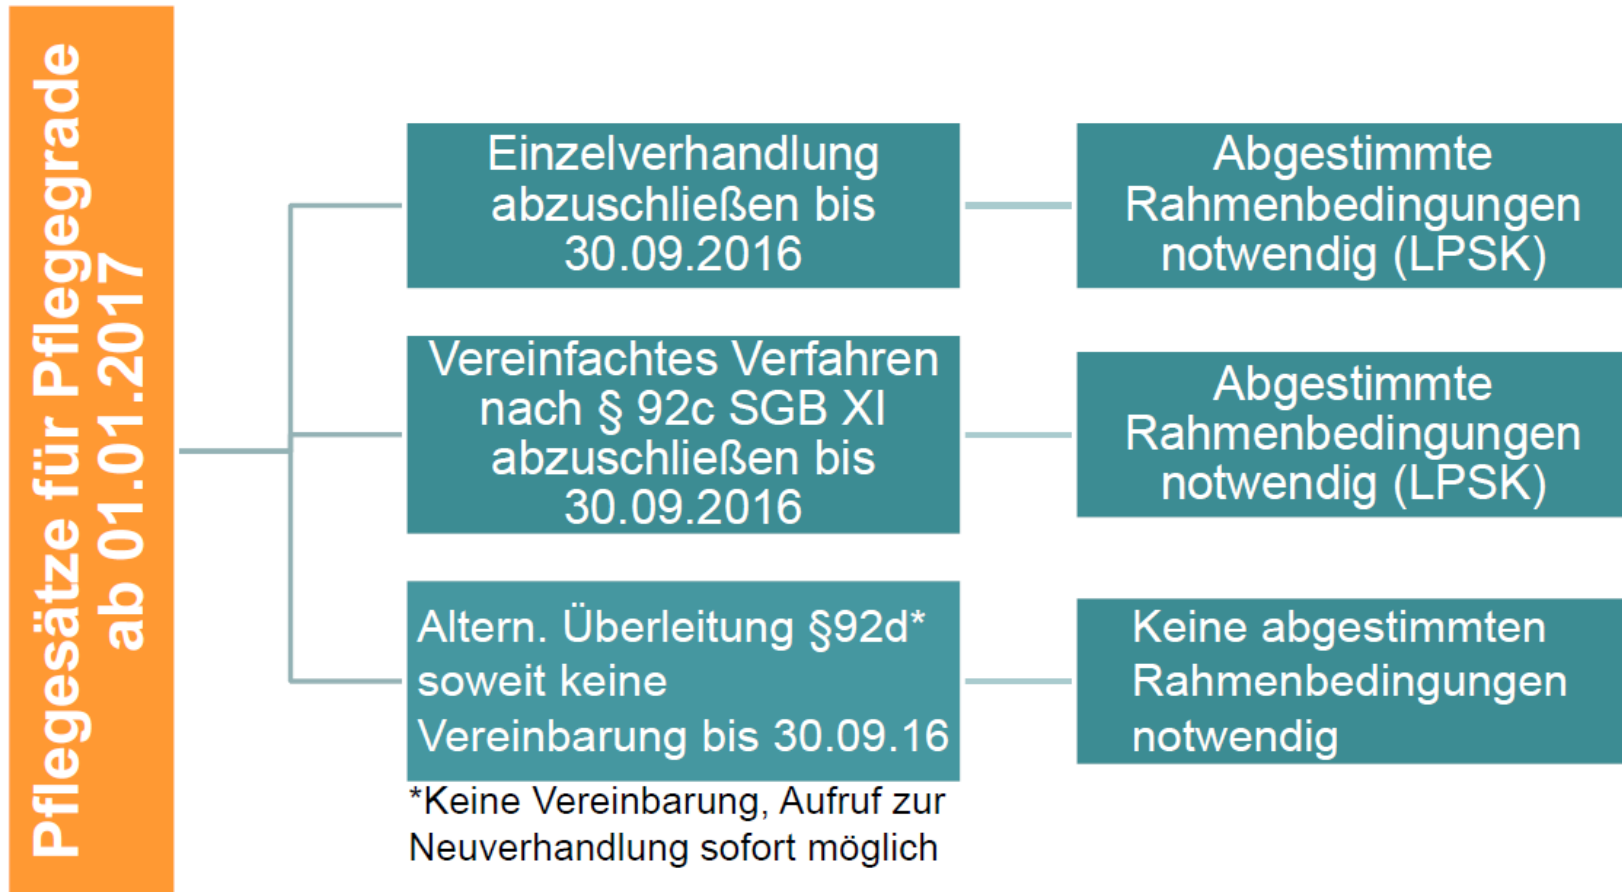 Pflegesätze für Pflegegrade
ab 01.01.2017
Einzelverhandlung
abzuschließen bis
30.09.2016
Abgestimmte
Rahmenbedingungen
notwendig (LPSK)
Vereinfachtes Verfahren
nach § 92c SGB XI
abzuschließen bis
30.09.2016
Abgestimmte
Rahmenbedingungen
notwendig (LPSK)
Altern. Überleitung §92d*
soweit keine
Vereinbarung bis 30.09.16
Keine abgestimmten
Rahmenbedingungen
notwendig
*Keine Vereinbarung, Aufruf zur
Neuverhandlung sofort möglich